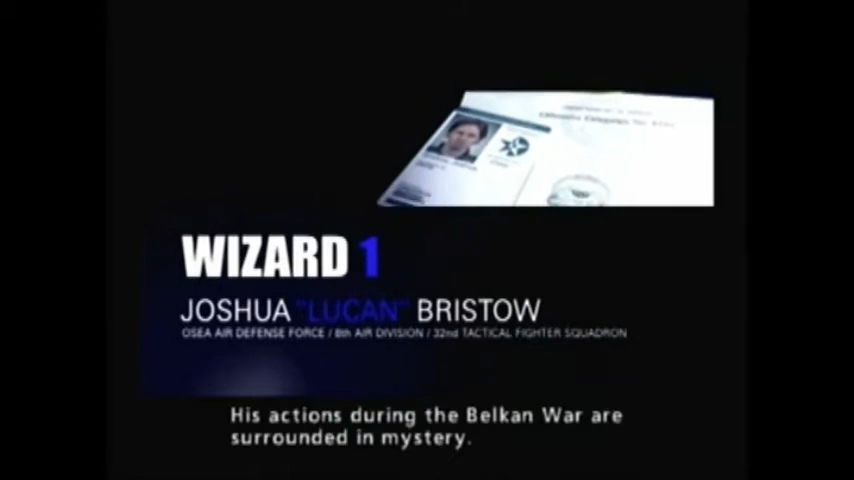 WIZARD 1
JOSHUA "LUCAN" BRISTOW
OSEA AIR DEFENSE FORCE / 8th AIR DIVISION / 32nd TACTICAL FIGHTER SQUADRON
His actions during the Belkan War are
surrounded in mystery.